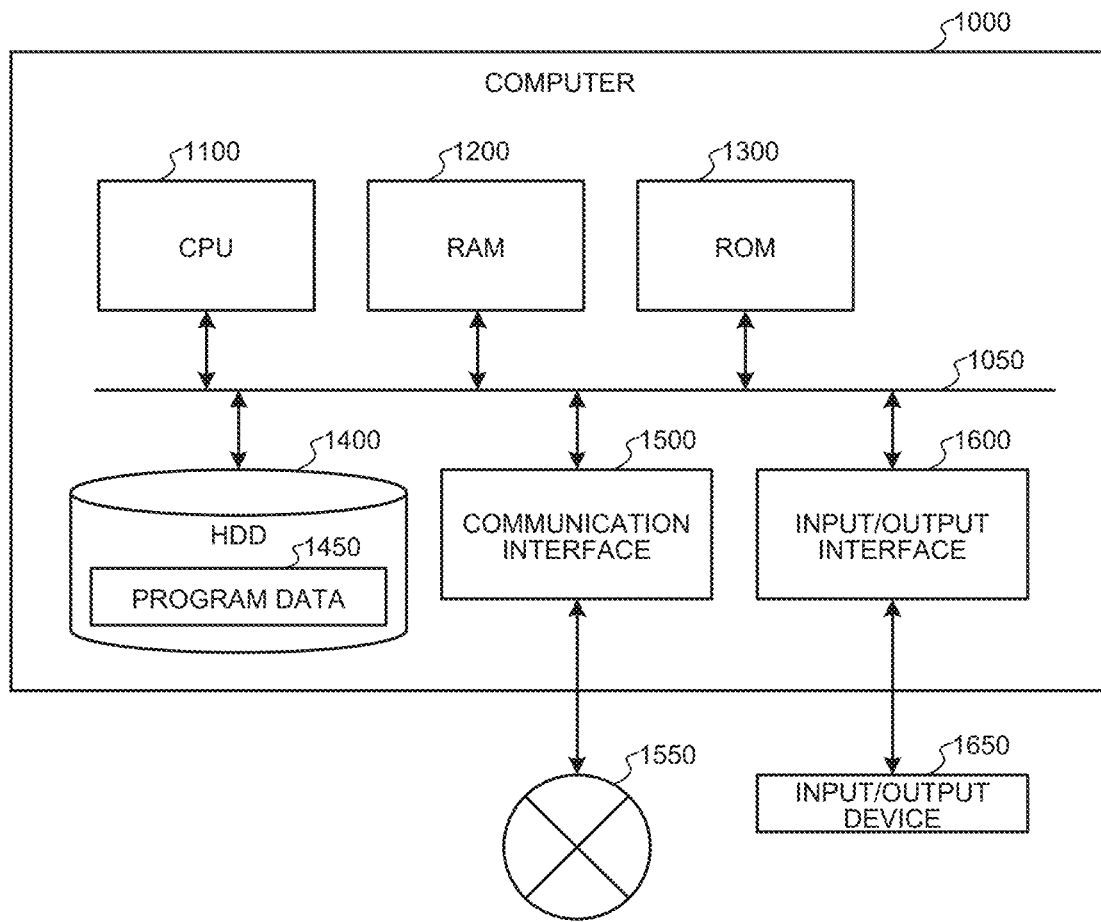 1000
COMPUTER
1100
1200
1300
CPU
RAM
ROM
1050
1400
1500
1600
HDD
COMMUNICATION
INTERFACE
INPUT/OUTPUT
INTERFACE
1450
PROGRAM DATA
1550
1650
INPUT/OUTPUT
DEVICE